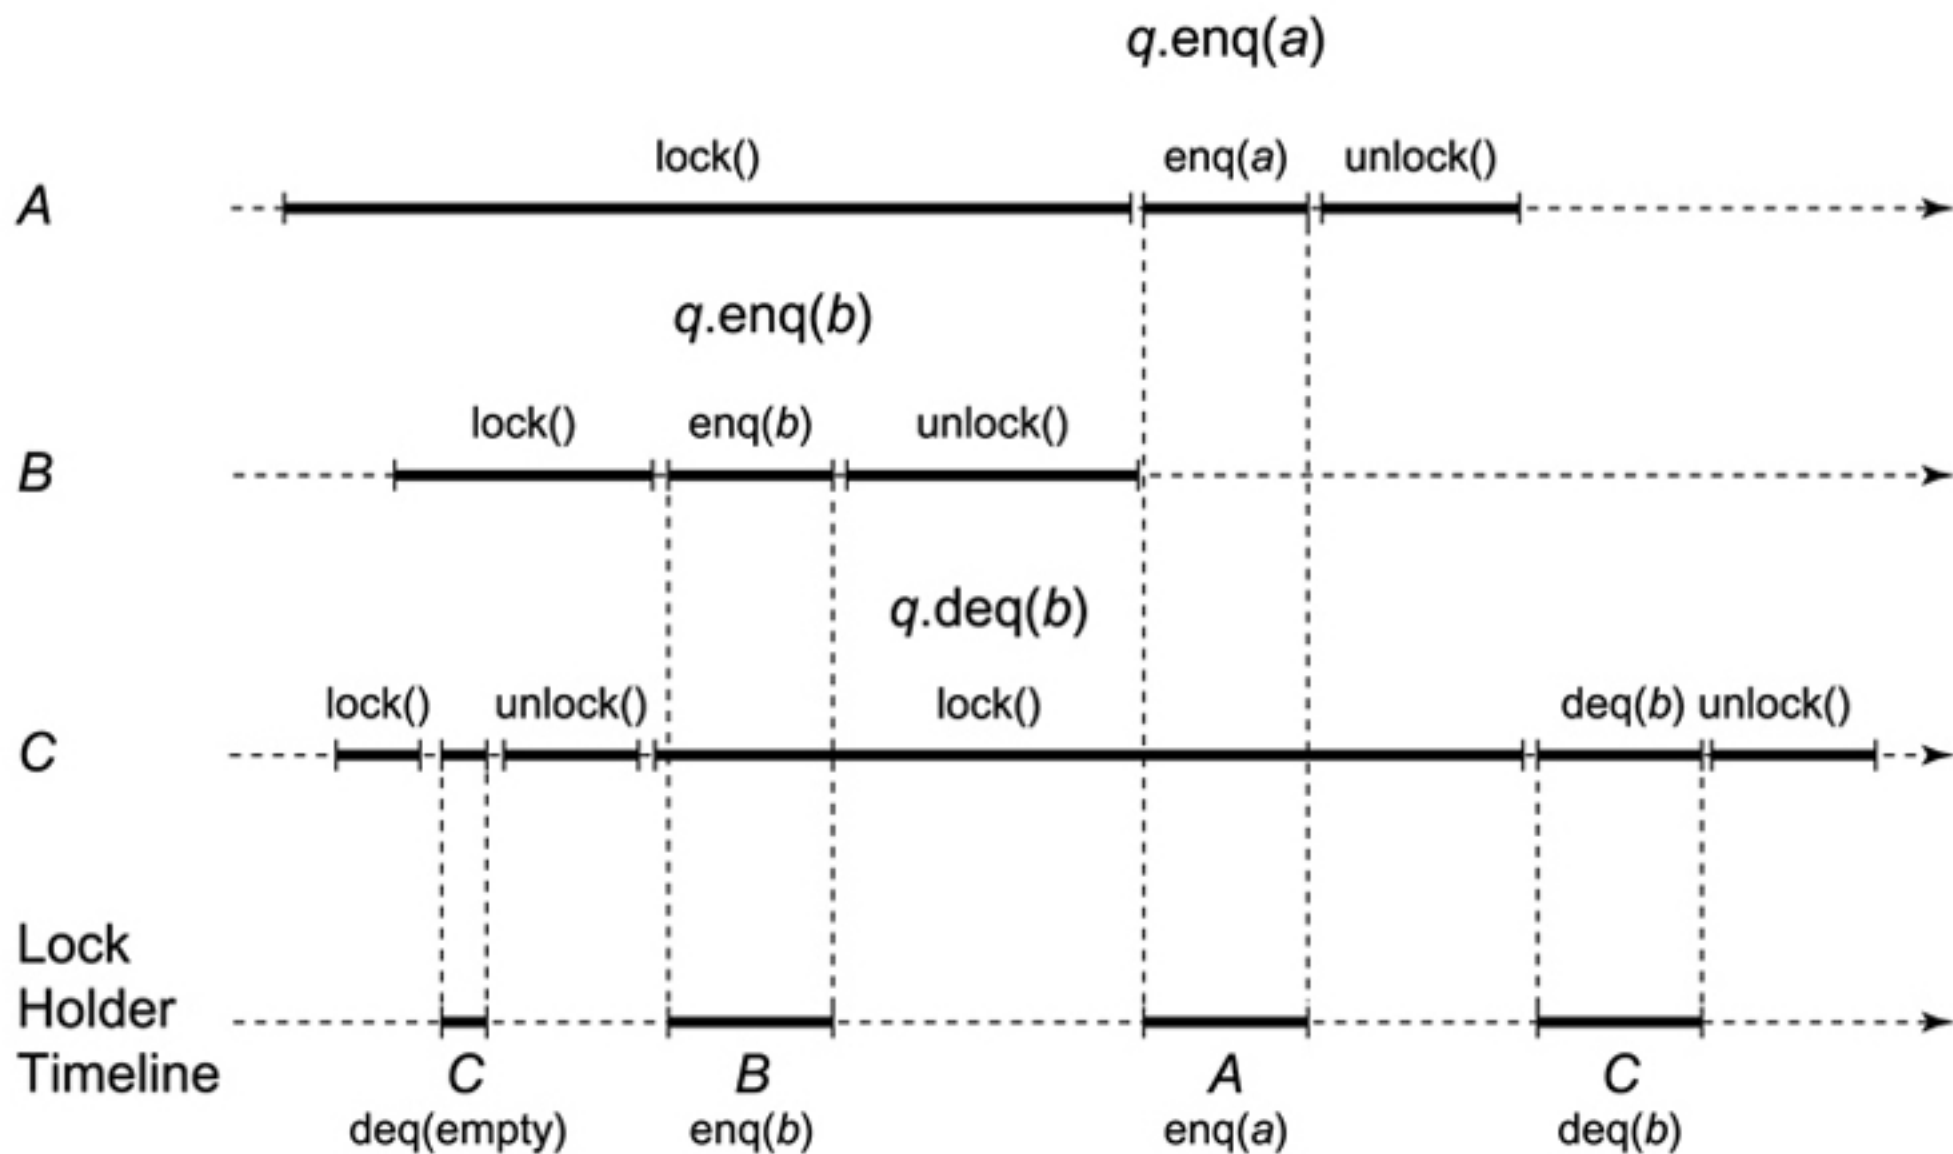 q.enq(a)
lock() enq(a) unlock()
A
q.enq(b)
lock() enq(b) unlock()
B
q.deq(b)
lock() unlock() lock() deq(b) unlock()
C
Lock
Holder
Timeline
C B A C
deq(empty) enq(b) enq(a) deq(b)